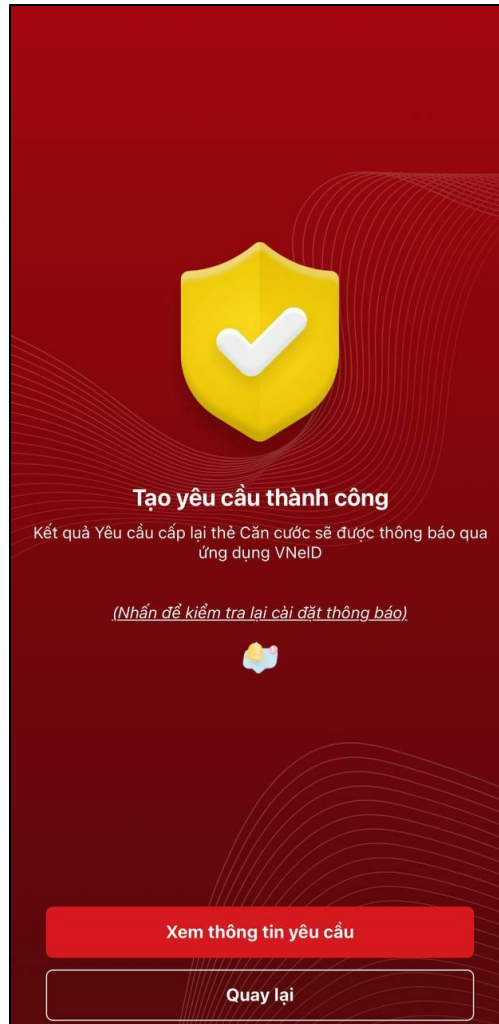 Tạo yêu cầu thành công
Kết quả Yêu cầu cấp lại thẻ Căn cước sẽ được thông báo qua
ứng dụng VNeID
(Nhấn để kiểm tra lại cài đặt thông báo)
Xem thông tin yêu cầu
Quay lại